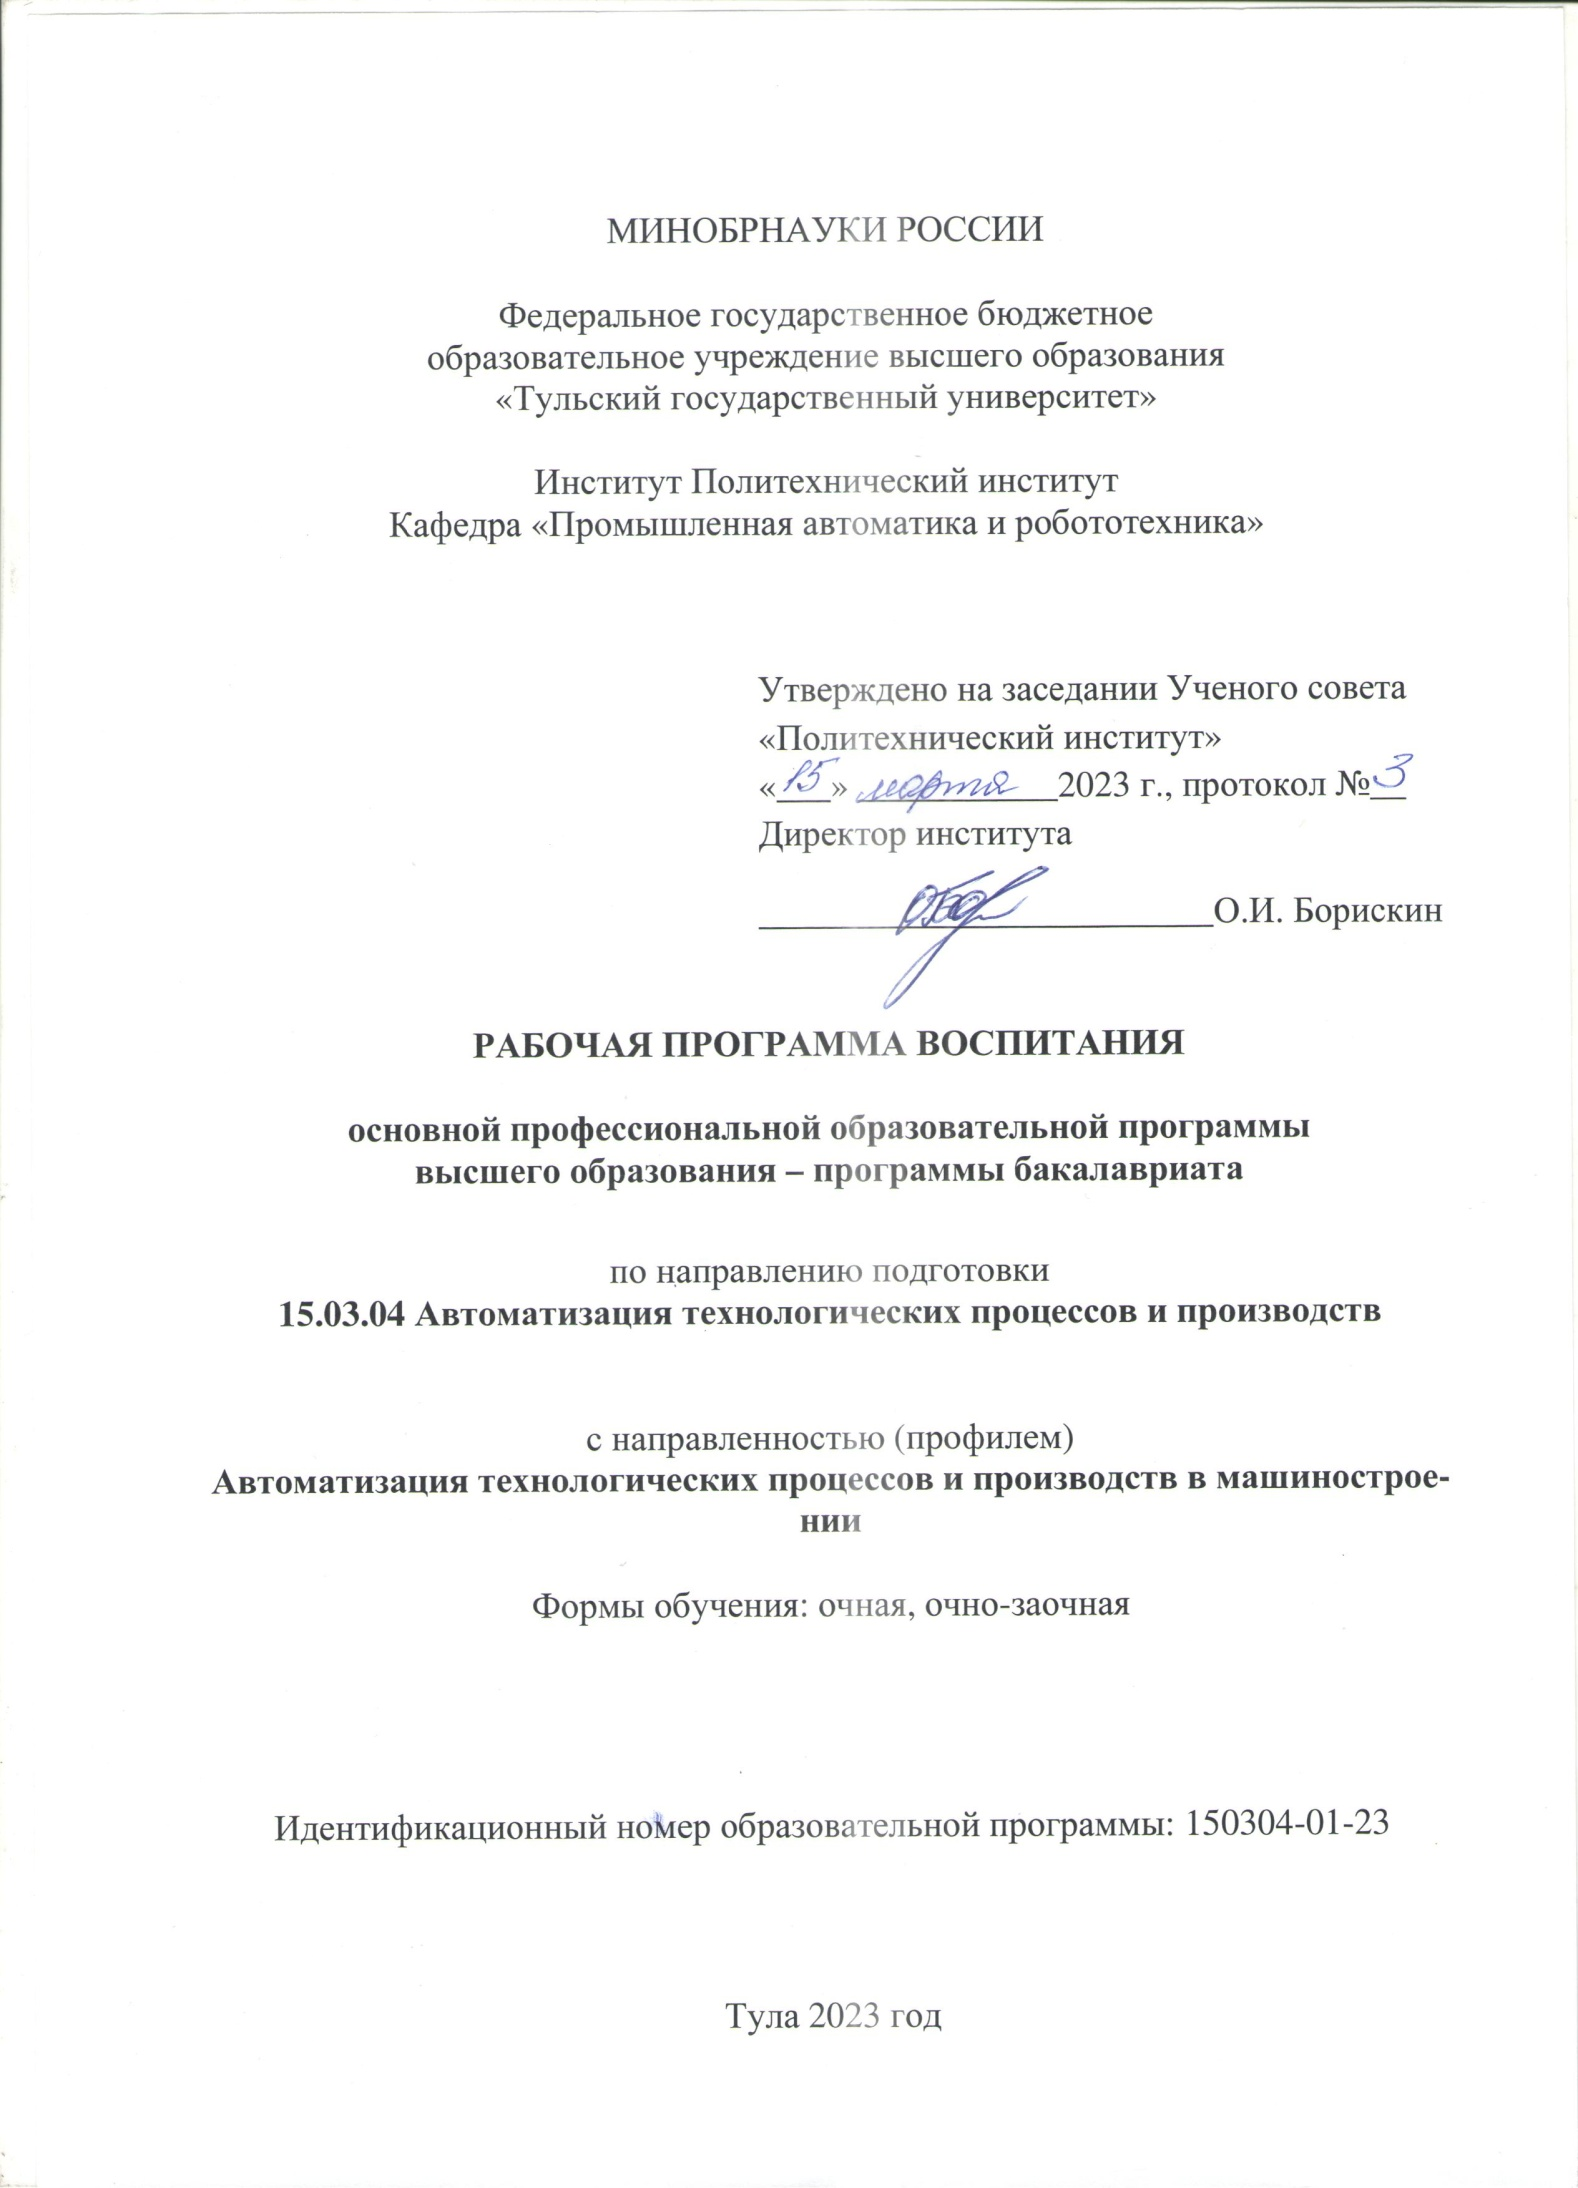 МИНОБРНАУКИ РОССИИ
Федеральное государственное бюджетное
образовательное учреждение высшего образования
«Тульский государственный университет»
Институт Политехнический институт
Кафедра «Промышленная автоматика и робототехника»
Утверждено на заседании Ученого совета
«Политехнический институт»
«15» марта 2023 г., протокол №3
Директор института
О.И. Борискин
РАБОЧАЯ ПРОГРАММА ВОСПИТАНИЯ
основной профессиональной образовательной программы
высшего образования – программы бакалавриата
по направлению подготовки
15.03.04 Автоматизация технологических процессов и производств
с направленностью (профилем)
Автоматизация технологических процессов и производств в машинострое-
нии
Формы обучения: очная, очно-заочная
Идентификационный номер образовательной программы: 150304-01-23
Тула 2023 год